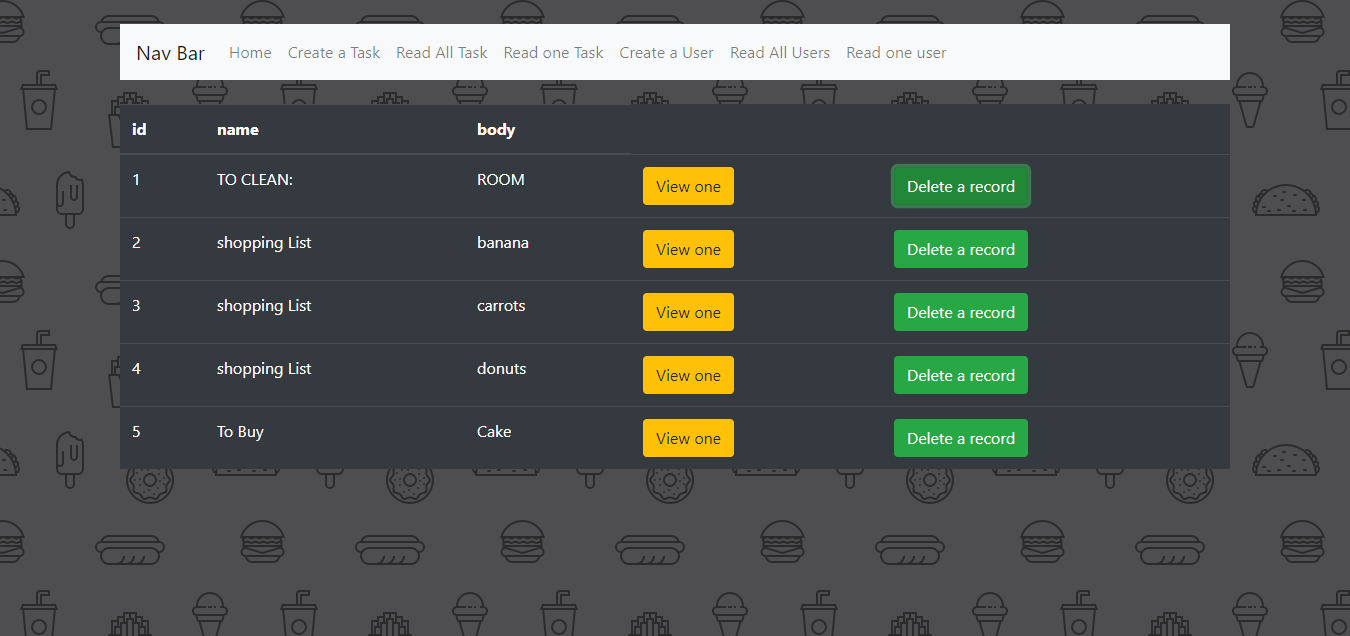 Nav Bar Home Create a Task Read All Task Read one Task Create a User Read All Users Read one user
id name body
1 TO CLEAN: ROOM View one Delete a record
2 shopping List banana View one Delete a record
3 shopping List carrots View one Delete a record
4 shopping List donuts View one Delete a record
5 To Buy Cake View one Delete a record